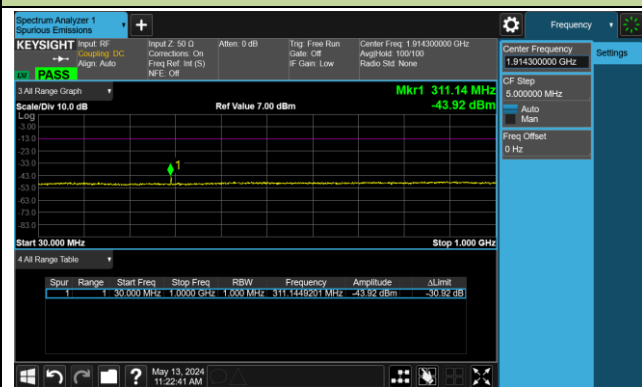 Spectrum Analyzer 1
Spurious Emissions
+
Frequency
KEYSIGHT
Input: RF
Coupling: DC
Align: Auto
Input Z: 50 Ω
Corrections: On
Freq Ref: Int (S)
NFE: Off
Atten: 0 dB
Trig: Free Run
Gate: Off
IF Gain: Low
Center Freq: 1.914300000 GHz
Avg|Hold: 100/100
Radio Std: None
PASS
Center Frequency
1.914300000 GHz
Settings
CF Step
5.000000 MHz
Auto
Man
Freq Offset
0 Hz
3 All Range Graph
Mkr1 311.14 MHz
Scale/Div 10.0 dB
Ref Value 7.00 dBm
-43.92 dBm
Log
-3.00
-13.0
-23.0
-33.0
-43.0
-53.0
-63.0
-73.0
-83.0
1
Start 30.000 MHz
Stop 1.000 GHz
4 All Range Table
Spur Range Start Freq Stop Freq RBW Frequency Amplitude ΔLimit
1 1 30.000 MHz 1.0000 GHz 1.000 MHz 311.1449201 MHz -43.92 dBm -30.92 dB
?
May 13, 2024
11:22:41 AM